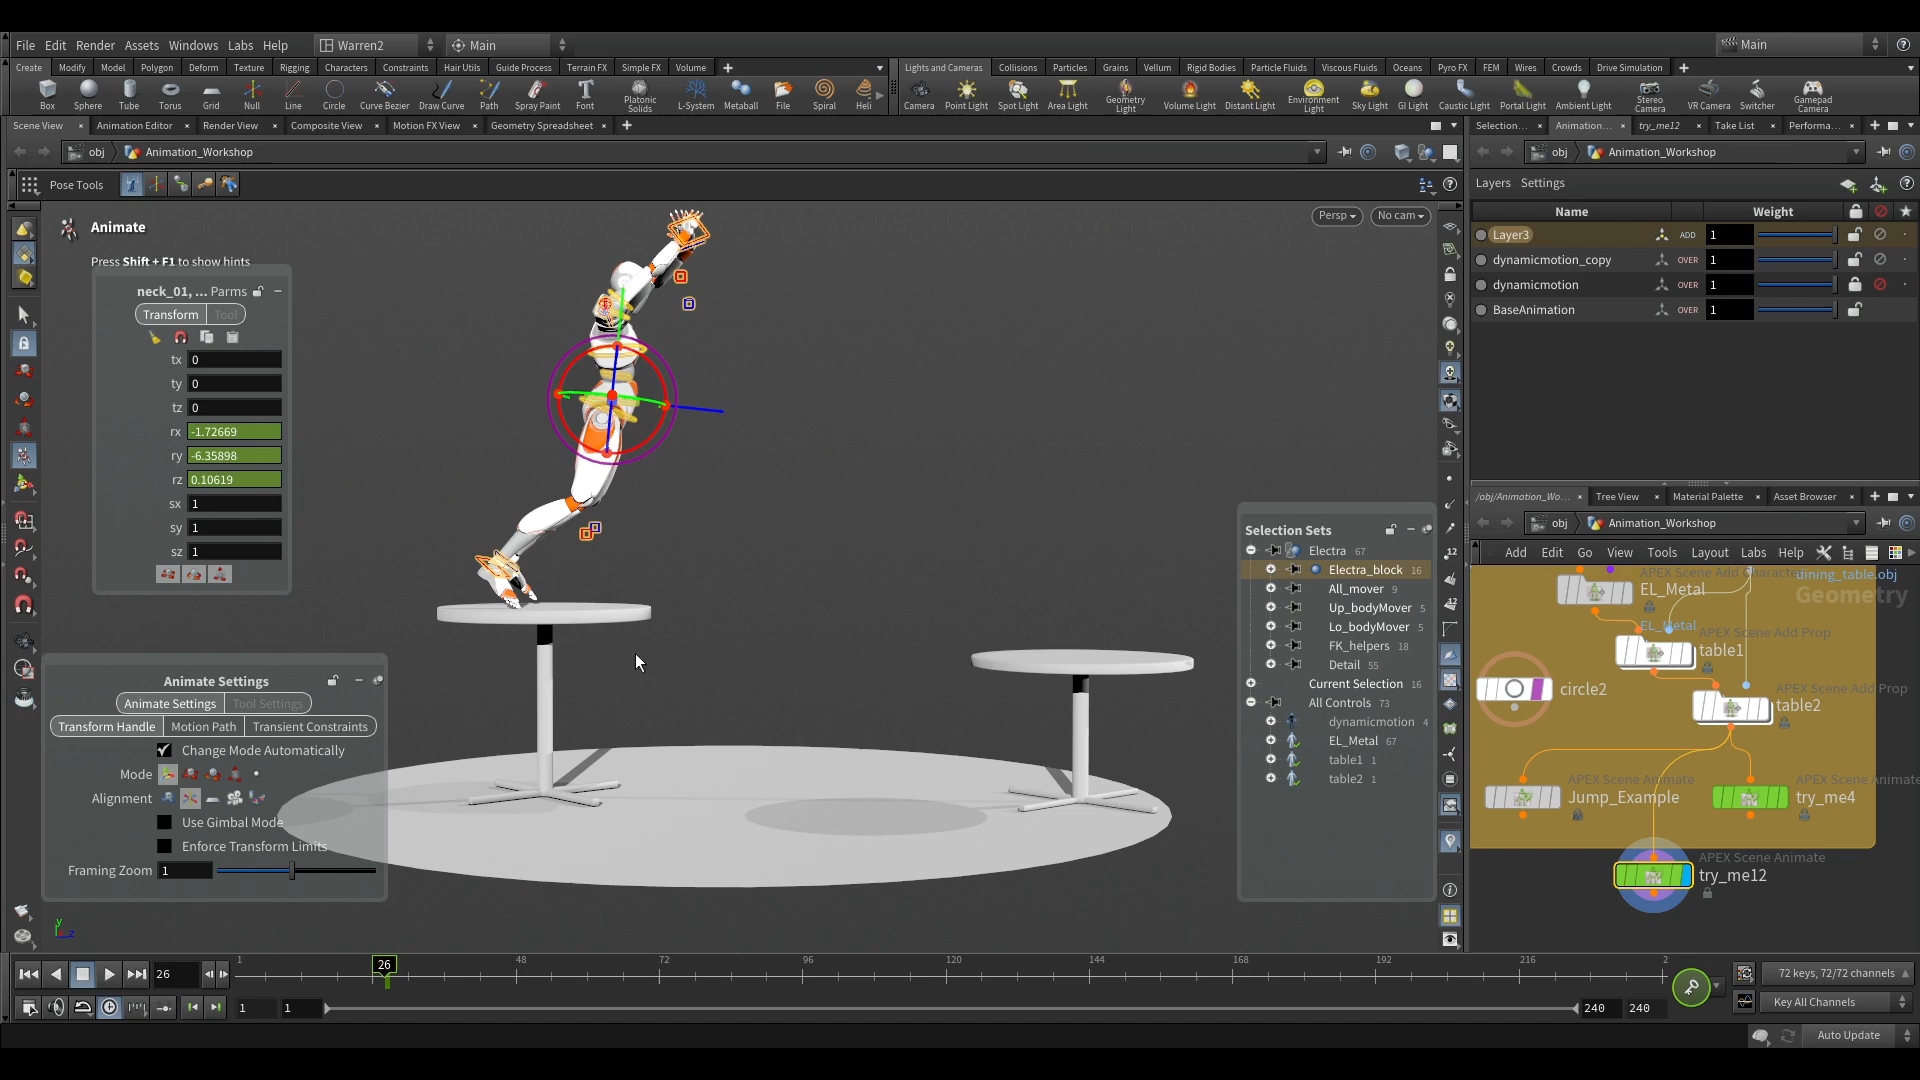 File Edit Render Assets Windows Labs Help Warren2 Main Main
Create Modify Model Polygon Deform Texture Rigging Characters Constraints Hair Utils Guide Process Terrain FX Simple FX Volume
Lights and Cameras Collisions Particles Grains Vellum Rigid Bodies Particle Fluids Viscous Fluids Oceans Pyro FX FEM Wires Crowds Drive Simulation
Box Sphere Tube Torus Grid Null Line Circle Curve Bezier Draw Curve Path Spray Paint Font Platonic Solids L-System Metaball File Spiral Heli
Camera Point Light Spot Light Area Light Geometry Light Volume Light Distant Light Environment Light Sky Light GI Light Caustic Light Portal Light Ambient Light Stereo Camera VR Camera Switcher Gamepad Camera
Scene View Animation Editor Render View Composite View Motion FX View Geometry Spreadsheet
Selection... Animation... try_me12 Take List Performa...
obj Animation_Workshop
obj Animation_Workshop
Pose Tools
Layers Settings
Name Weight
Layer3 ADD 1
dynamicmotion_copy OVER 1
dynamicmotion OVER 1
BaseAnimation OVER 1
Animate
Press Shift + F1 to show hints
Persp No cam
neck_01, ... Parms
Transform Tool
tx 0
ty 0
tz 0
rx -1.72669
ry -6.35898
rz 0.10619
sx 1
sy 1
sz 1
Animate Settings
Animate Settings Tool Settings
Transform Handle Motion Path Transient Constraints
Change Mode Automatically
Mode
Alignment
Use Gimbal Mode
Enforce Transform Limits
Framing Zoom 1
y
z
Selection Sets
Electra 67
Electra_block 16
All_mover 9
Up_bodyMover 5
Lo_bodyMover 5
FK_helpers 18
Detail 55
Current Selection 16
All Controls 73
dynamicmotion 4
EL_Metal 67
table1 1
table2 1
/obj/Animation_Wo... Tree View Material Palette Asset Browser
obj Animation_Workshop
Add Edit Go View Tools Layout Labs Help
APEX Scene Add Character
dining_table.obj
EL_Metal
Geometry
EL_Metal
APEX Scene Add Prop
table1
circle2
APEX Scene Add Prop
table2
APEX Scene Animate
Jump_Example
APEX Scene Animate
try_me4
APEX Scene Animate
try_me12
12
12
26
1 26 48 72 96 120 144 168 192 216 2
72 keys, 72/72 channels
1 1 240 240
Key All Channels
Auto Update